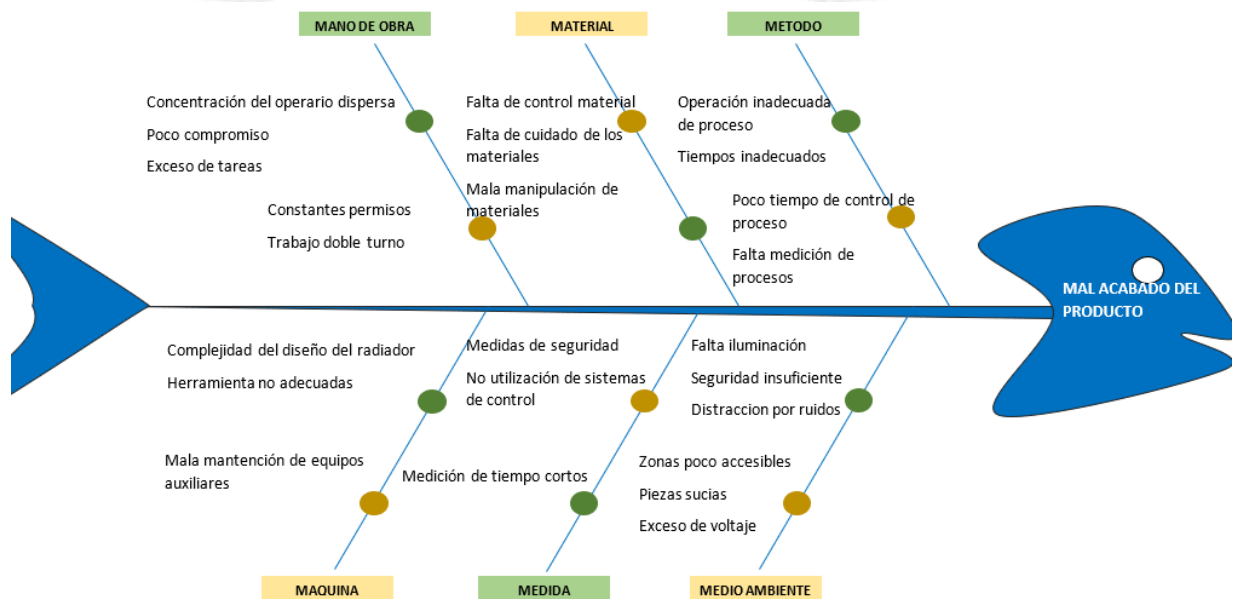 MANO DE OBRA
MATERIAL
METODO
Concentración del operario dispersa
Poco compromiso
Exceso de tareas
Constantes permisos
Trabajo doble turno
Falta de control material
Falta de cuidado de los
materiales
Mala manipulación de
materiales
Operación inadecuada
de proceso
Tiempos inadecuados
Poco tiempo de control de
proceso
Falta medición de
procesos
MAL ACABADO DEL
PRODUCTO
Complejidad del diseño del radiador
Herramienta no adecuadas
Mala mantención de equipos
auxiliares
Medidas de seguridad
No utilización de sistemas
de control
Medición de tiempo cortos
Falta iluminación
Seguridad insuficiente
Distraccion por ruidos
Zonas poco accesibles
Piezas sucias
Exceso de voltaje
MAQUINA
MEDIDA
MEDIO AMBIENTE